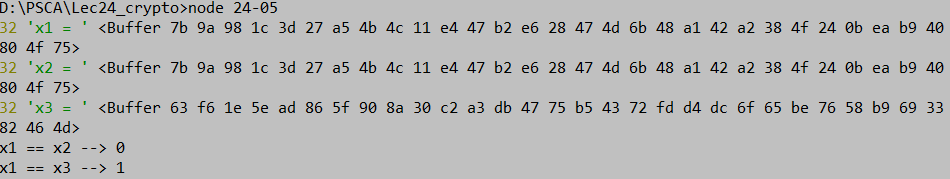 D:\PSCA\Lec24_crypto>node 24-05
32 'x1 = ' <Buffer 7b 9a 98 1c 3d 27 a5 4b 4c 11 e4 47 b2 e6 28 47 4d 6b 48 a1 42 a2 38 4f 24 0b ea b9 40
80 4f 75>
32 'x2 = ' <Buffer 7b 9a 98 1c 3d 27 a5 4b 4c 11 e4 47 b2 e6 28 47 4d 6b 48 a1 42 a2 38 4f 24 0b ea b9 40
80 4f 75>
32 'x3 = ' <Buffer 63 f6 1e 5e ad 86 5f 90 8a 30 c2 a3 db 47 75 b5 43 72 fd d4 dc 6f 65 be 76 58 b9 69 33
82 46 4d>
x1 == x2 --> 0
x1 == x3 --> 1